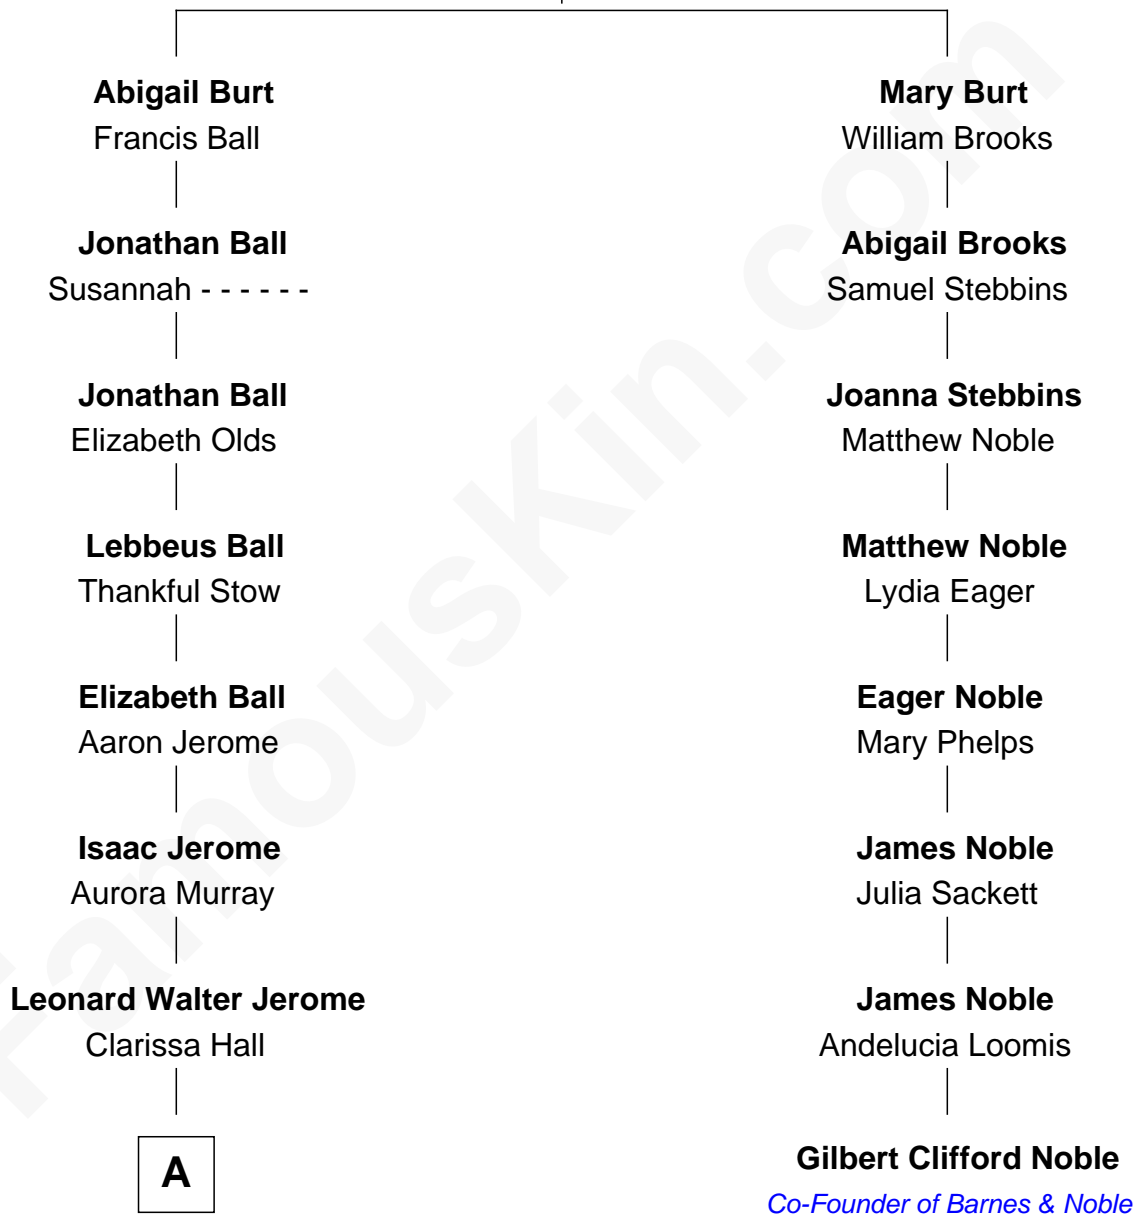 Abigail Burt
Francis Ball
Mary Burt
William Brooks
Jonathan Ball
Susannah - - - - - -
Abigail Brooks
Samuel Stebbins
Jonathan Ball
Elizabeth Olds
Joanna Stebbins
Matthew Noble
Lebbeus Ball
Thankful Stow
Matthew Noble
Lydia Eager
Elizabeth Ball
Aaron Jerome
Eager Noble
Mary Phelps
Isaac Jerome
Aurora Murray
James Noble
Julia Sackett
Leonard Walter Jerome
Clarissa Hall
James Noble
Andelucia Loomis
A
Gilbert Clifford Noble
Co-Founder of Barnes & Noble
FamousKin.com